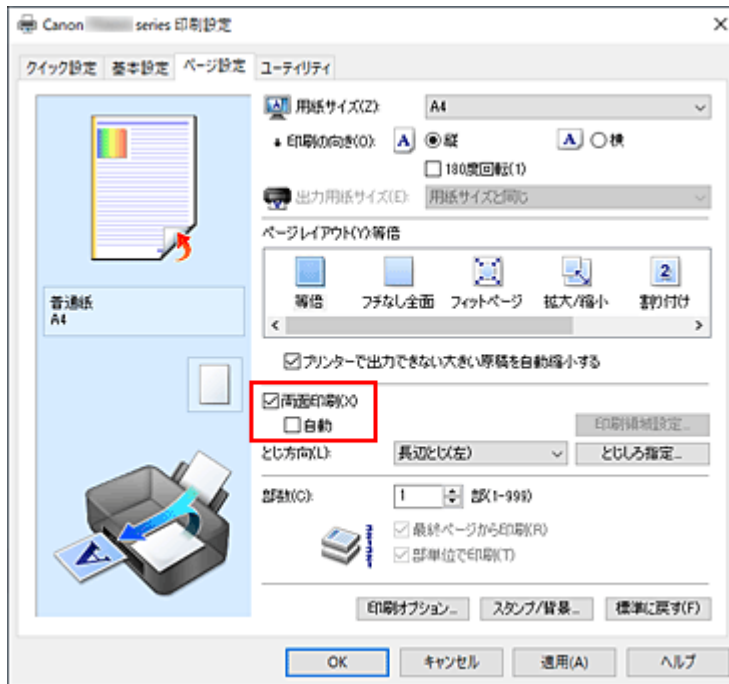 Canon series 印刷設定
クイック設定 基本設定 ページ設定 ユーティリティ
用紙サイズ(Z): A4
印刷の向き(O): A 縦 A 横
180度回転(1)
出力用紙サイズ(E): 用紙サイズと同じ
ページレイアウト(Y):等倍
等倍 フチなし全面 フィットページ 拡大/縮小 割り付け
2
普通紙
A4
プリンターで出力できない大きい原稿を自動縮小する
両面印刷(X)
自動
印刷領域設定...
とじ方向(L): 長辺とじ(左) とじしろ指定...
部数(C): 1 部(1-999)
最終ページから印刷(R)
部単位で印刷(T)
A
印刷オプション... スタンプ/背景... 標準に戻す(F)
OK キャンセル 適用(A) ヘルプ